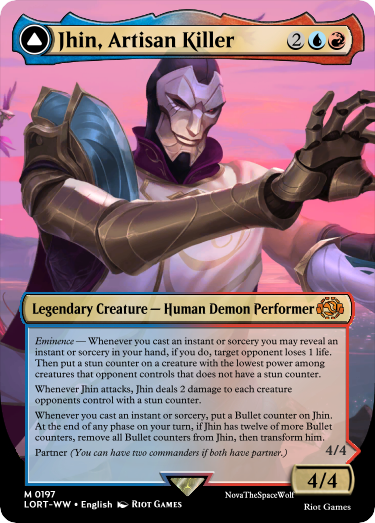 Jhin, Artisan Killer 2
Legendary Creature — Human Demon Performer
Eminence — Whenever you cast an instant or sorcery you may reveal an
instant or sorcery in your hand, if you do, target opponent loses 1 life.
Then put a stun counter on a creature with the lowest power among
creatures that opponent controls that does not have a stun counter.
Whenever Jhin attacks, Jhin deals 2 damage to each creature
opponents control with a stun counter.
Whenever you cast an instant or sorcery, put a Bullet counter on Jhin.
At the end of any phase on your turn, if Jhin has twelve of more Bullet
counters, remove all Bullet counters from Jhin, then transform him.
Partner (You can have two commanders if both have partner.)
4/4
4/4
M 0197
LORT-WW • English Riot Games
NovaTheSpaceWolf
Riot Games